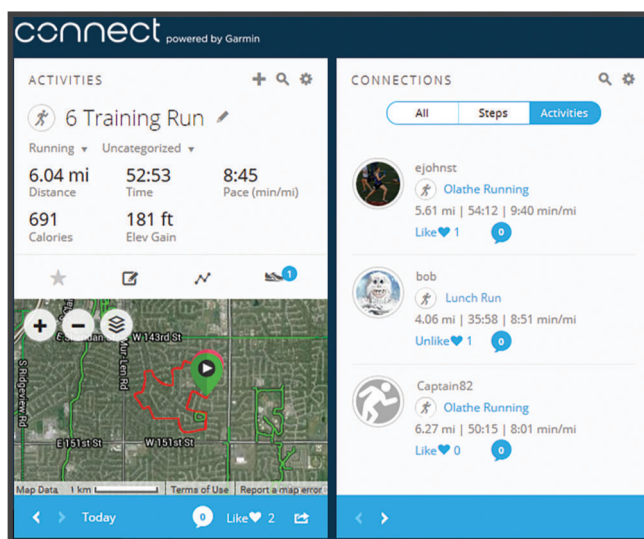 connect powered by Garmin
ACTIVITIES
6 Training Run
Running Uncategorized
6.04 mi 52:53 8:45
Distance Time Pace (min/mi)
691 181 ft
Calories Elev Gain
1
W 143rd St
S Ridgeview Rd
Mur-Len Rd
E 151st St W 151st St
Map Data 1 km Terms of Use Report a map error
Today 0 Like 2
CONNECTIONS
All Steps Activities
ejohnst
Olathe Running
5.61 mi | 54:12 | 9:40 min/mi
Like 1 0
bob
Lunch Run
4.06 mi | 35:58 | 8:51 min/mi
Unlike 1 0
Captain82
Olathe Running
6.27 mi | 50:15 | 8:01 min/mi
Like 0 0